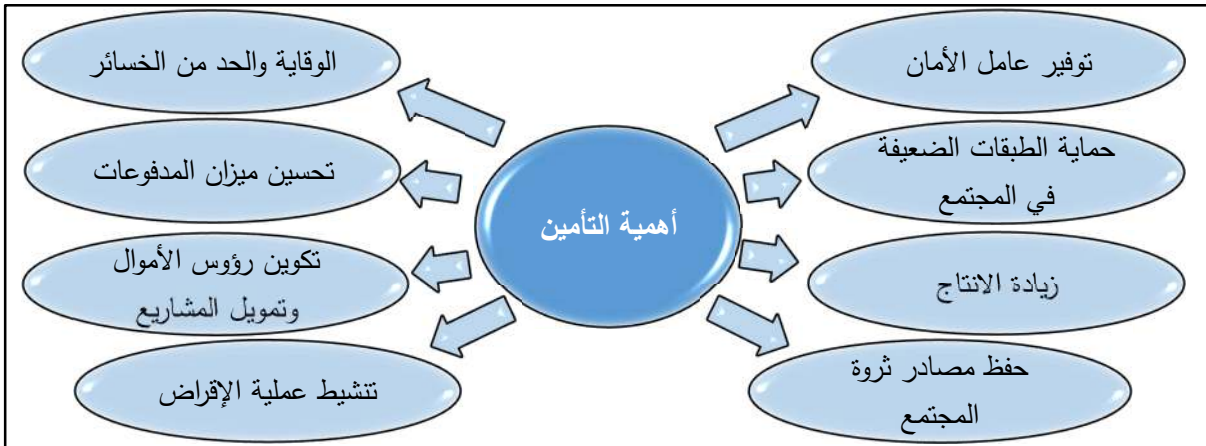 أهمية التأمين
توفير عامل الأمان
حماية الطبقات الضعيفة
في المجتمع
زيادة الانتاج
حفظ مصادر ثروة
المجتمع
الوقاية والحد من الخسائر
تحسين ميزان المدفوعات
تكوين رؤوس الأموال
وتمويل المشاريع
تنشيط عملية الإقراض